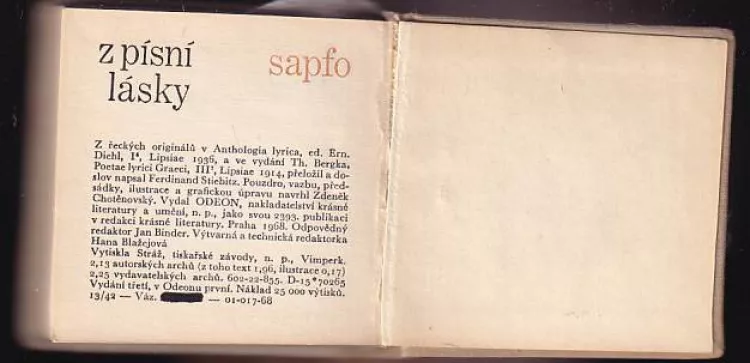 z písní sapfo
lásky
Z řeckých originálů v Anthologia lyrica, ed. Ern.
Diehl, I⁴, Lipsiae 1936, a ve vydání Th. Bergka,
Poetae lyrici Graeci, III⁵, Lipsiae 1914, přeložil a do-
slov napsal Ferdinand Stiebitz. Pouzdro, vazbu, před-
sádky, ilustrace a grafickou úpravu navrhl Zdeněk
Chotěnovský. Vydal ODEON, nakladatelství krásné
literatury a umění, n. p., jako svou 2393. publikaci
v redakci krásné literatury. Praha 1968. Odpovědný
redaktor Jan Binder. Výtvarná a technická redaktorka
Hana Blažejová
Vytiskla Stráž, tiskařské závody, n. p., Vimperk.
2,13 autorských archů (z toho text 1,96, ilustrace 0,17)
2,25 vydavatelských archů. 602-22-855. D-15*70265
Vydání třetí, v Odeonu první. Náklad 25 000 výtisků.
13/42 — Váz. — 01-017-68